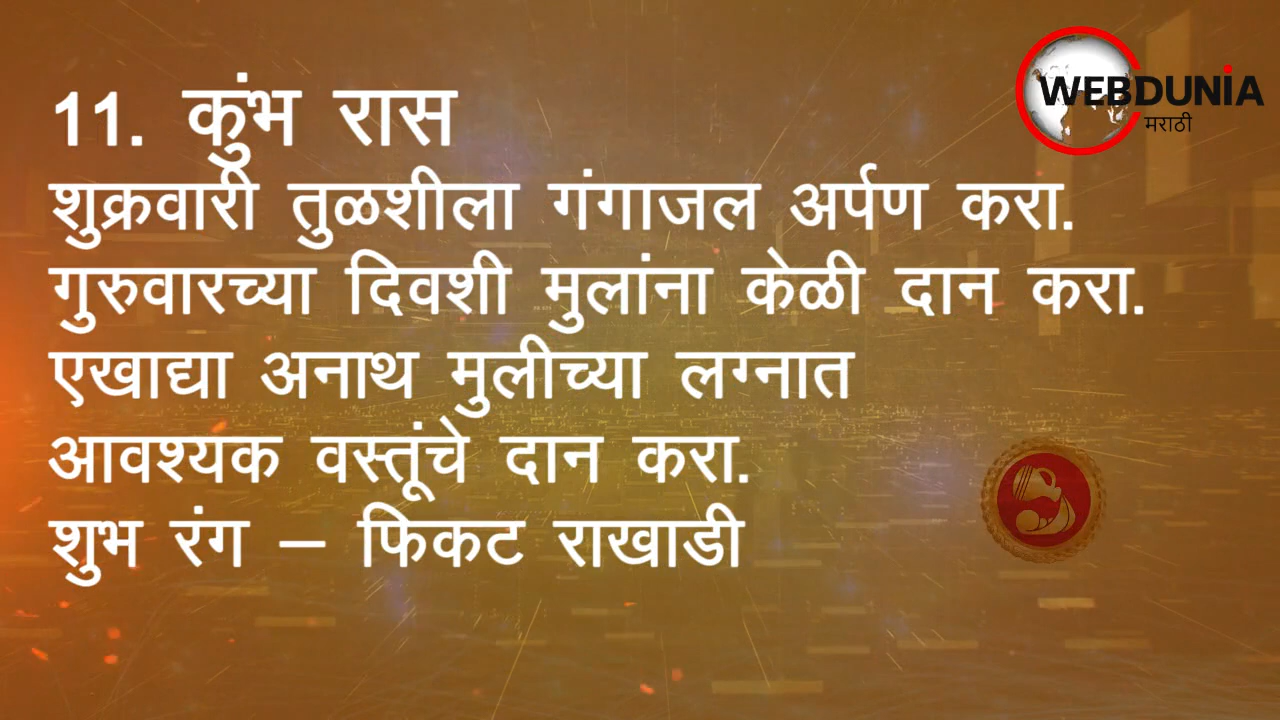 WEBDUNIA
मराठी
11. कुंभ रास
शुक्रवारी तुळशीला गंगाजल अर्पण करा.
गुरुवारच्या दिवशी मुलांना केळी दान करा.
एखाद्या अनाथ मुलीच्या लग्नात
आवश्यक वस्तूंचे दान करा.
शुभ रंग – फिकट राखाडी